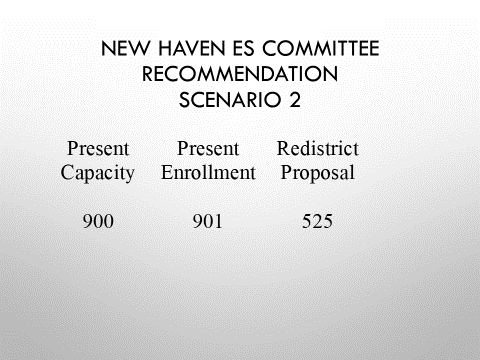 NEW HAVEN ES COMMITTEE
RECOMMENDATION
SCENARIO 2
Present Present Redistrict
Capacity Enrollment Proposal
900 901 525